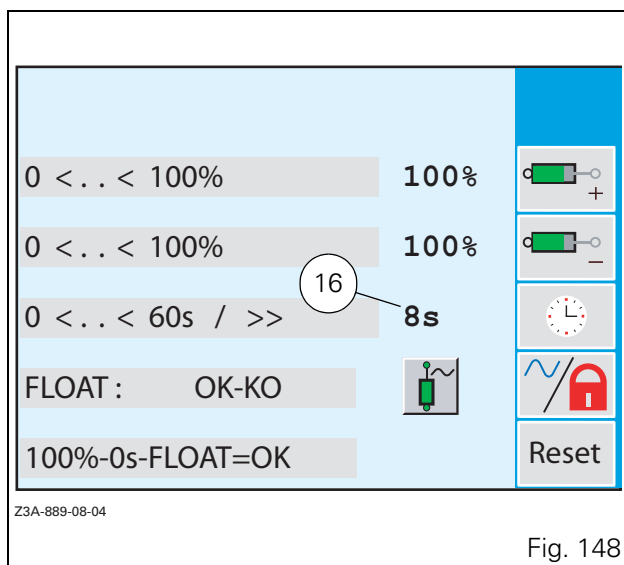 0 <..< 100% 100%
+
0 <..< 100% 100%
–
16
0 <..< 60s / >> 8s
FLOAT: OK-KO
100%-0s-FLOAT=OK Reset
Z3A-889-08-04
Fig. 148